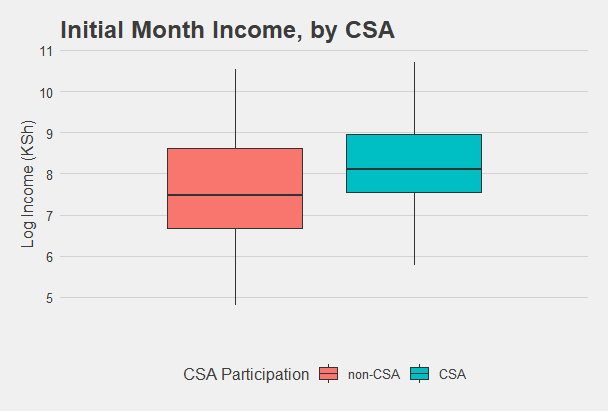 Initial Month Income, by CSA
Log Income (KSh)
11
10
9
8
7
6
5
CSA Participation non-CSA CSA